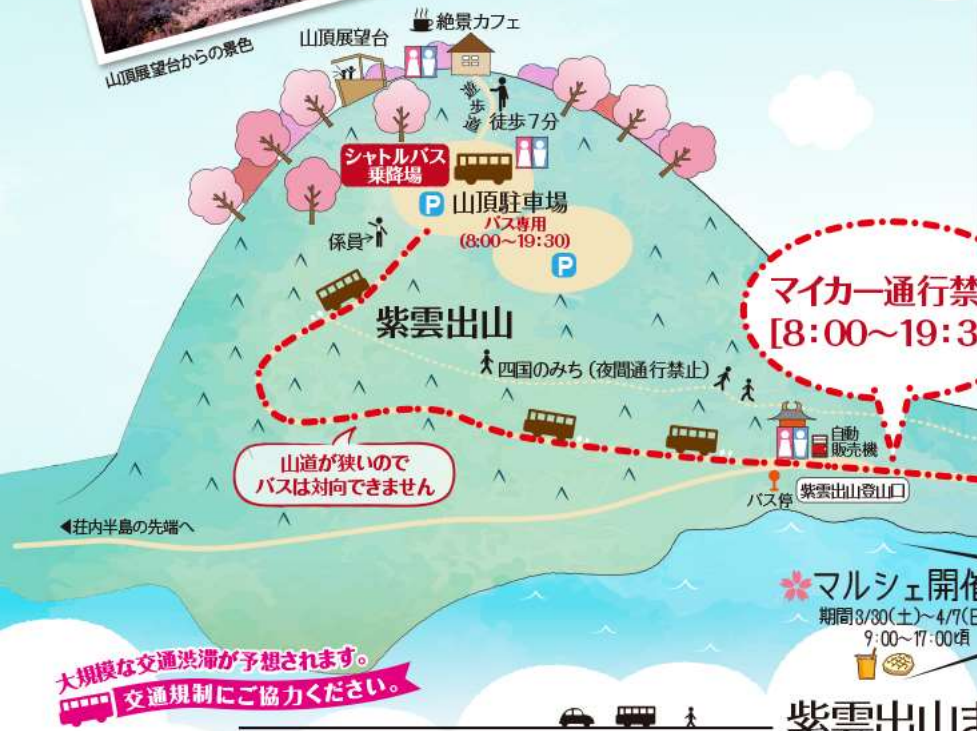 山頂展望台からの景色
山頂展望台
絶景カフェ
遊歩道
徒歩7分
シャトルバス
乗降場
P 山頂駐車場
バス専用
(8:00~19:30)
P
係員→
紫雲出山
四国のみち(夜間通行禁止)
マイカー通行禁
[8:00~19:3
山道が狭いので
バスは対向できません
自動
販売機
バス停
紫雲出山登山口
◀荘内半島の先端へ
マルシェ開催
期間3/30(土)~4/7(日
9:00~17:00頃
大規模な交通渋滞が予想されます。
交通規制にご協力ください。
紫雲出山ま